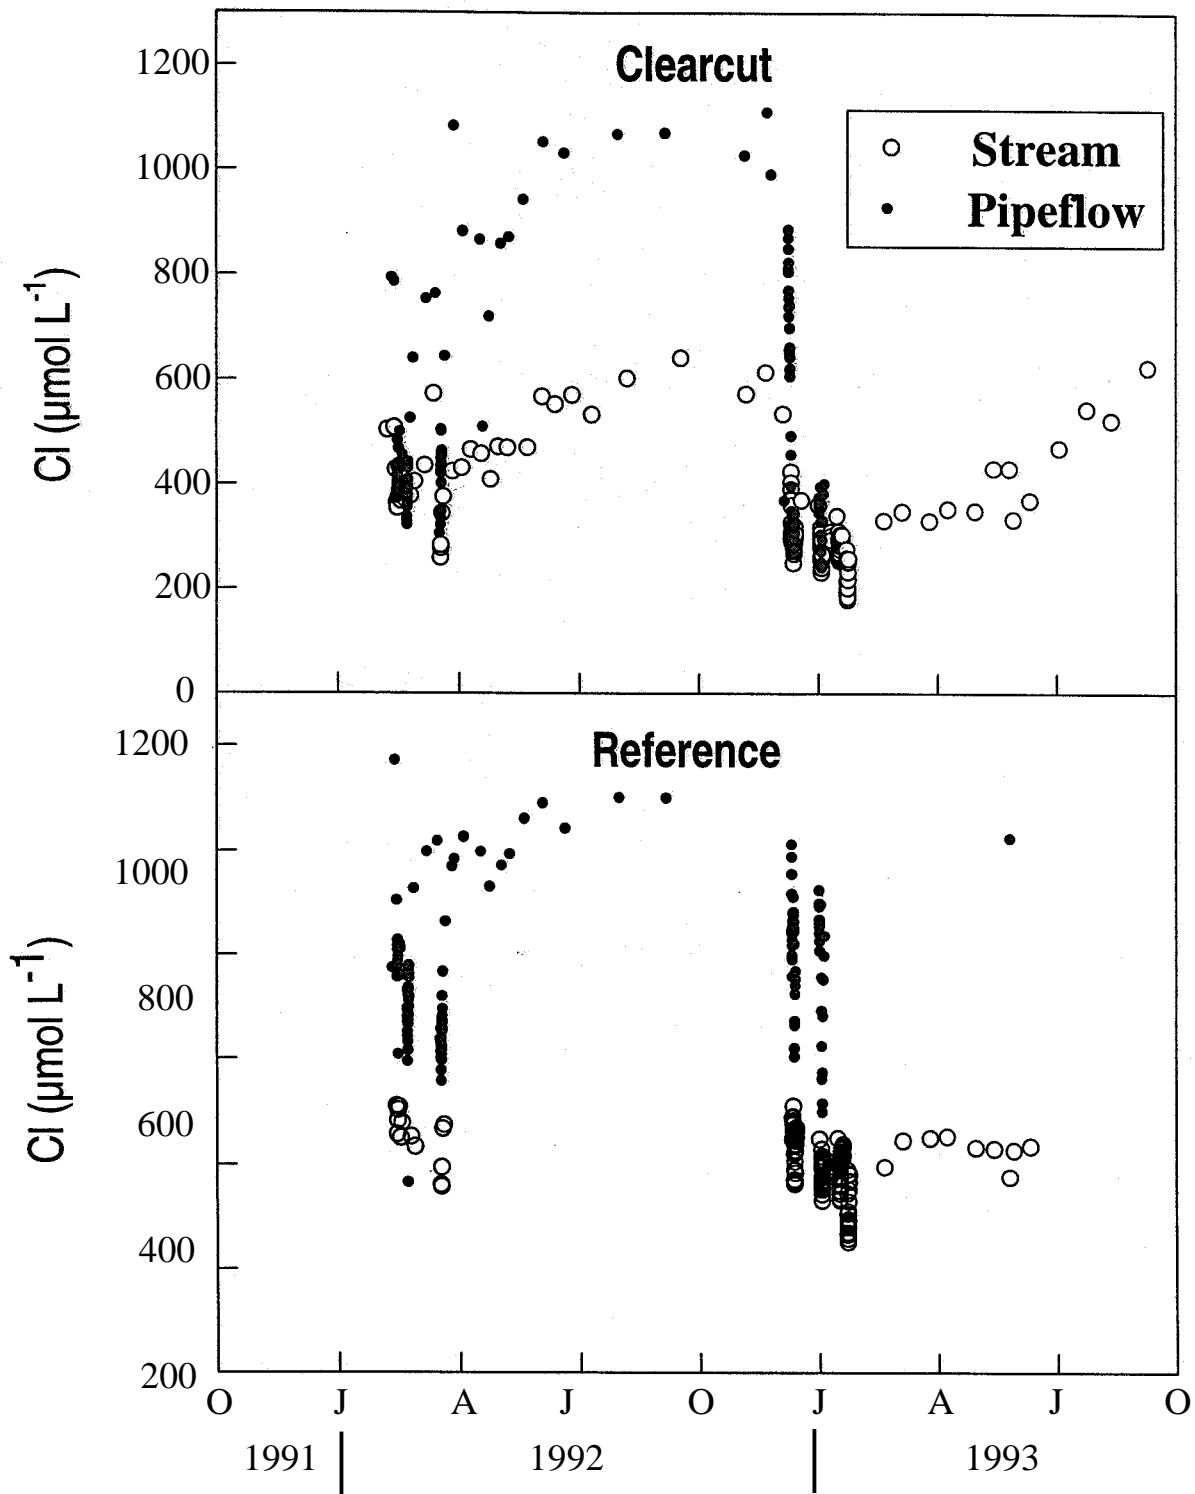 1200
Clearcut
Stream
Pipeflow
1000
800
600
400
200
0
Cl (µmol L-1)
Reference
1200
1000
800
600
400
200
Cl (µmol L-1)
O J A J O J A J O
1991 | 1992 | 1993